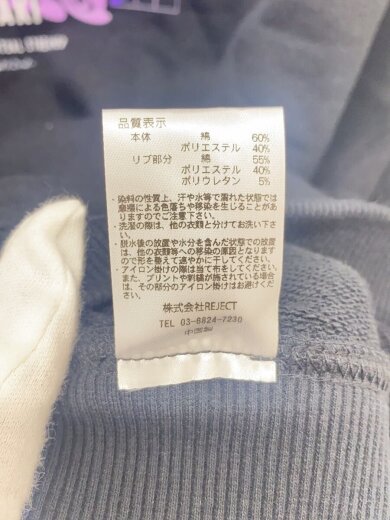 品質表示
本体 綿 60%
ポリエステル 40%
リブ部分 綿 55%
ポリエステル 40%
ポリウレタン 5%
・染料の性質上、汗や水等で濡れた状態では
摩擦による色落ちや移染を生じることがあり
ますのでご注意下さい。
・洗濯の際は、他の衣類と分けてお洗い下さ
い。
・脱水後の放置や水分を含んだ状態での放置
は、他の衣類等への移染の原因となります
ので形を整えて速やかに干してください。
・アイロン掛けの際は当て布をしてください。
また、プリントや刺繍が施されている場合
は、その部分のアイロン掛けはお避けくだ
さい。
株式会社REJECT
TEL 03-6824-7230
中国製